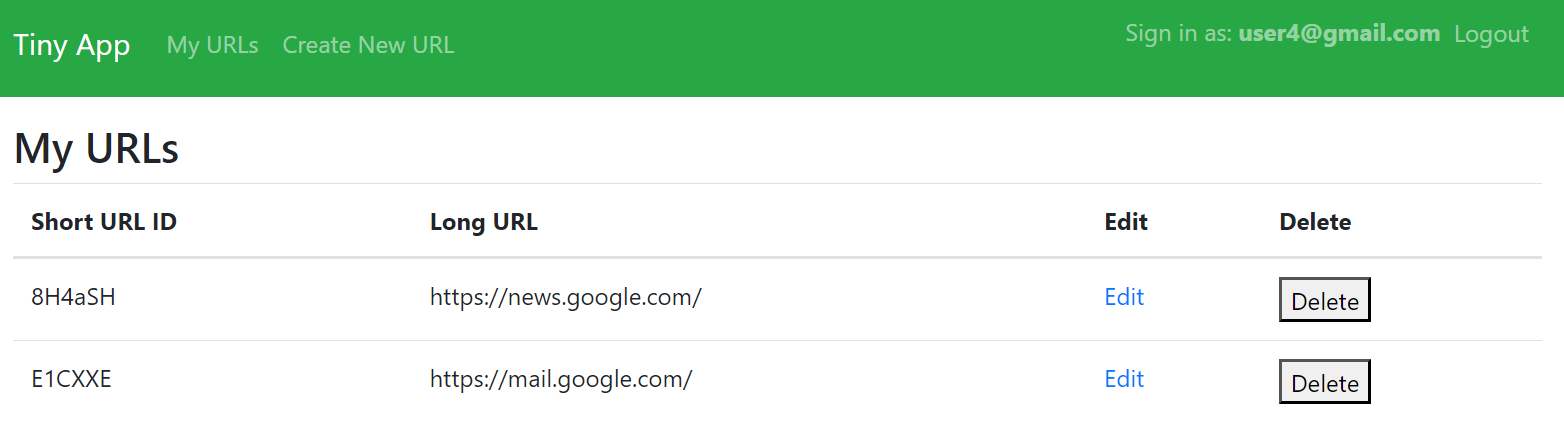 Tiny App My URLs Create New URL Sign in as: user4@gmail.com Logout
My URLs
Short URL ID Long URL Edit Delete
8H4aSH https://news.google.com/ Edit Delete
E1CXXE https://mail.google.com/ Edit Delete